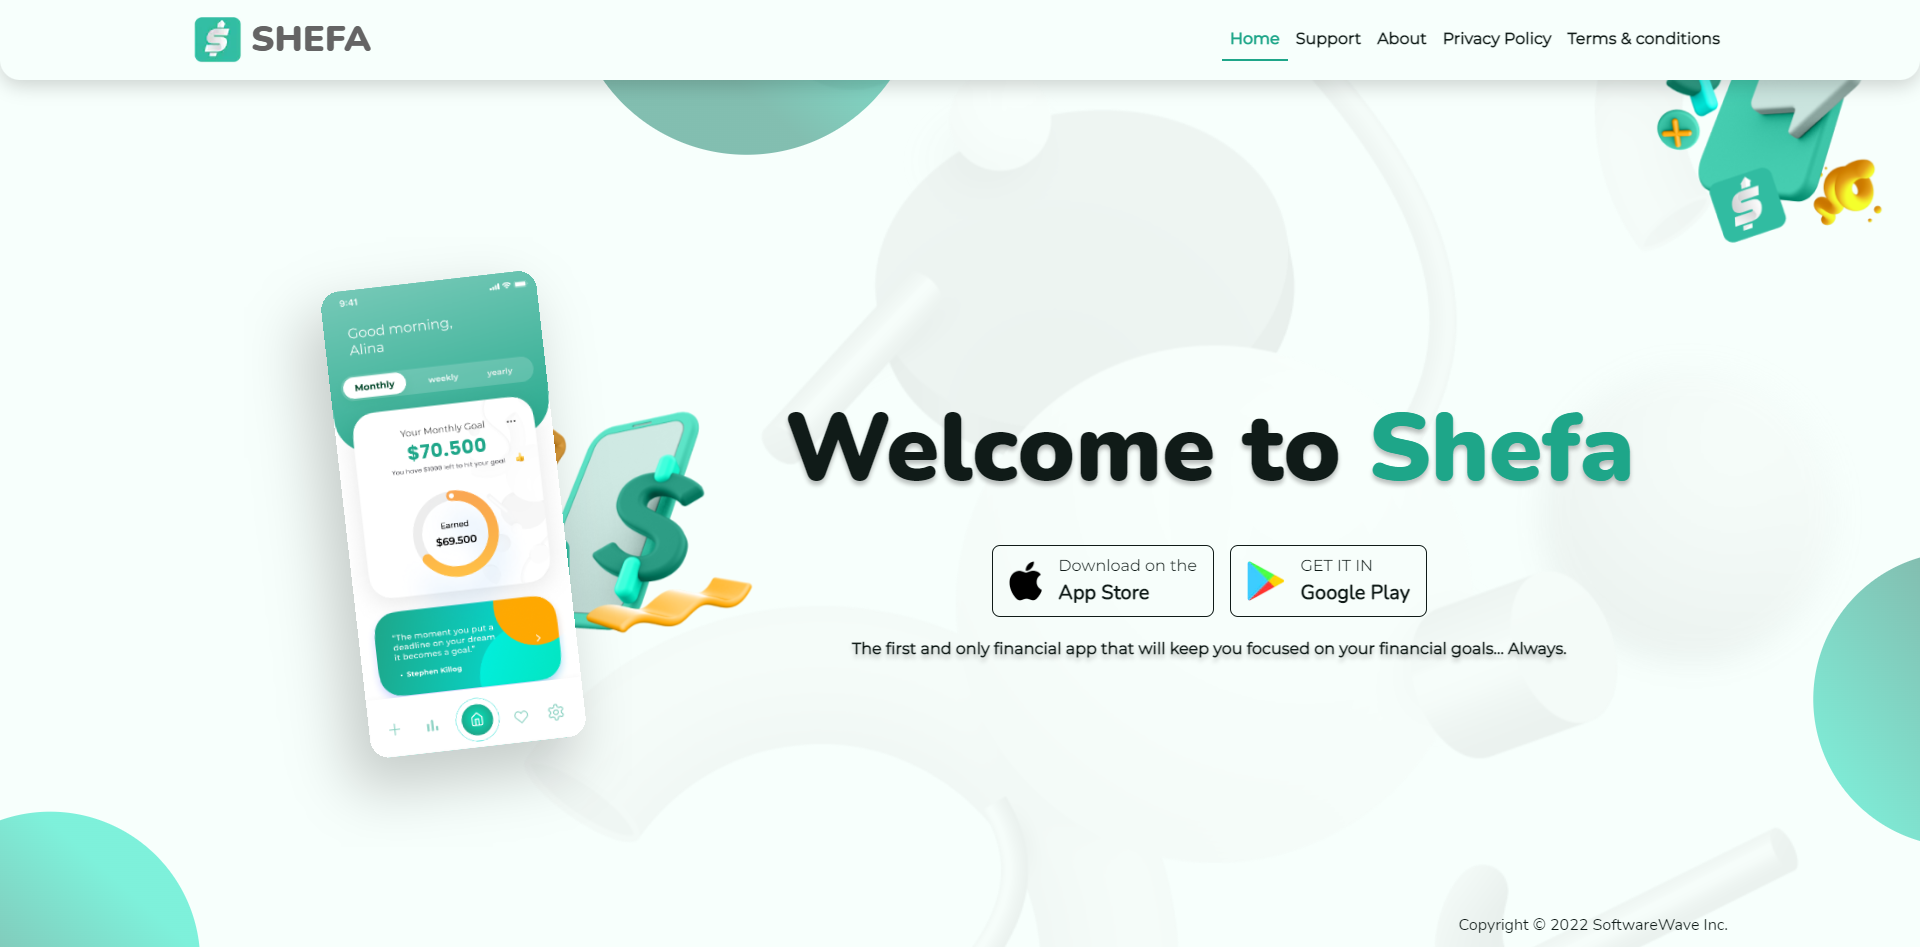 SHEFA
Home Support About Privacy Policy Terms & conditions
9:41
Good morning,
Alina
Monthly weekly yearly
Your Monthly Goal
$70.500
You have $1000 left to hit your goal
Earned
$69.500
"The moment you put a
deadline on your dream
it becomes a goal."
- Stephen Killog
Welcome to Shefa
Download on the
App Store
GET IT IN
Google Play
The first and only financial app that will keep you focused on your financial goals... Always.
Copyright © 2022 SoftwareWave Inc.